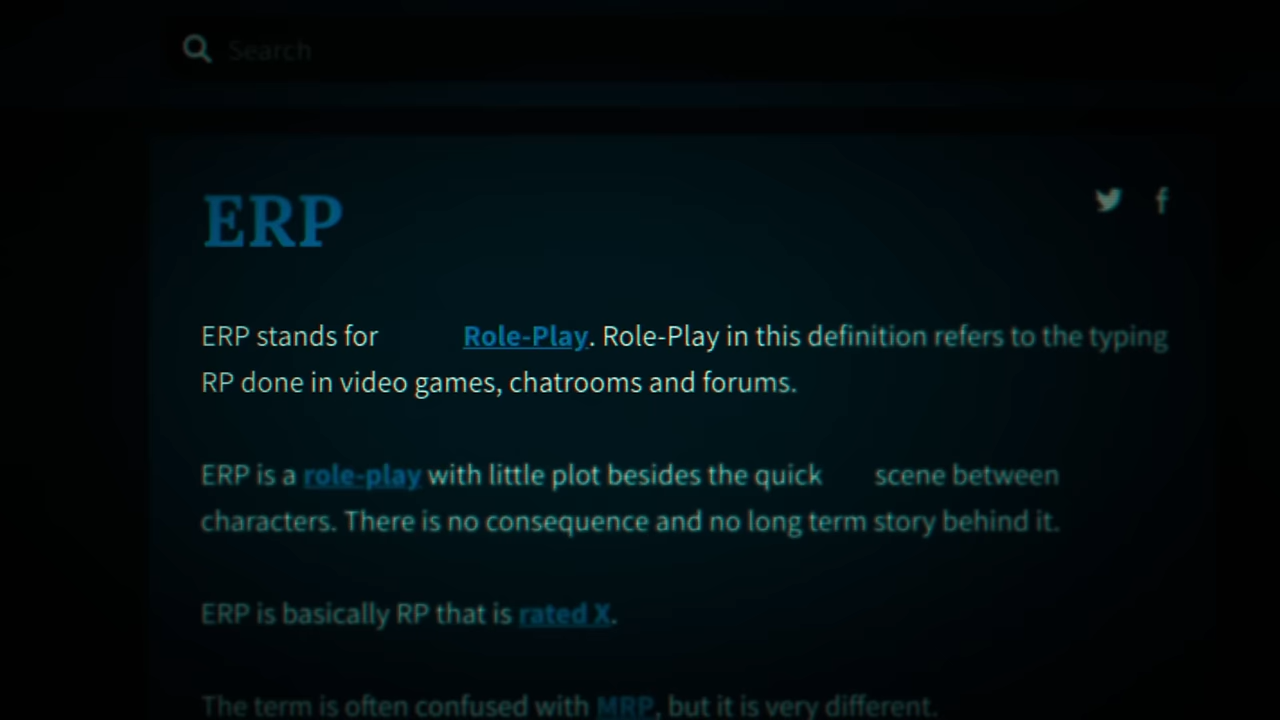 Search
ERP
ERP stands for Role-Play. Role-Play in this definition refers to the typing
RP done in video games, chatrooms and forums.
ERP is a role-play with little plot besides the quick scene between
characters. There is no consequence and no long term story behind it.
ERP is basically RP that is rated X.
The term is often confused with MRP, but it is very different.